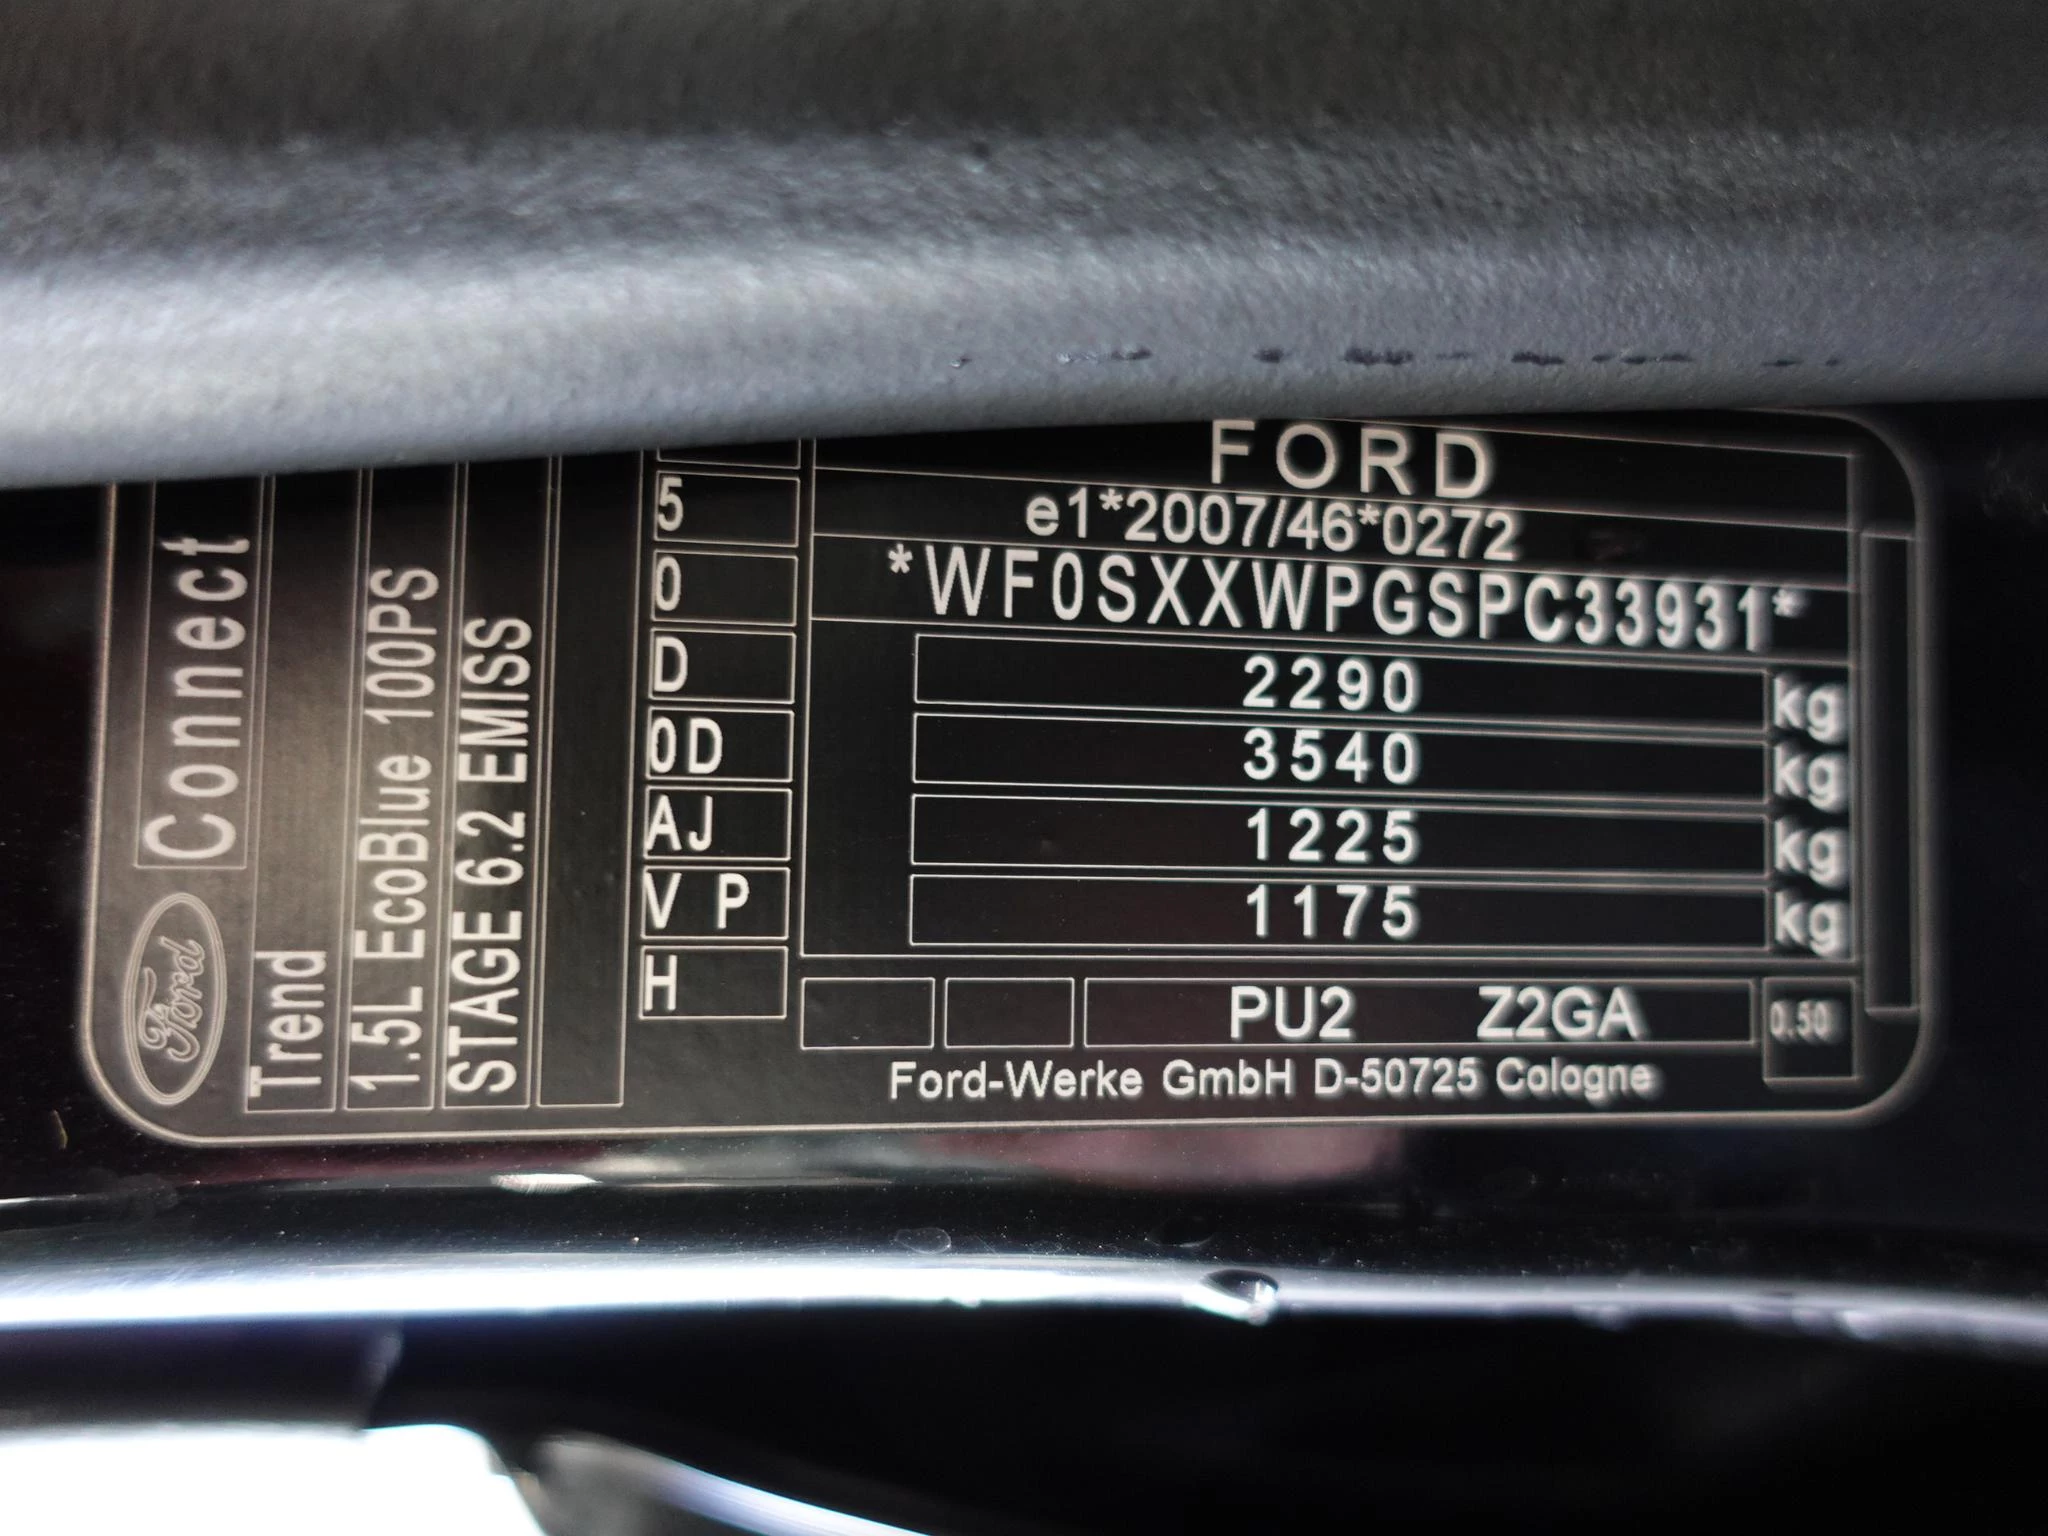 Ford
Connect
Trend
1.5L EcoBlue 100PS
STAGE 6.2 EMISS
5
0
D
0D
AJ
V P
H
FORD
e1*2007/46*0272
*WF0SXXWPGSPC33931*
2290 kg
3540 kg
1225 kg
1175 kg
PU2 Z2GA 0.50
Ford-Werke GmbH D-50725 Cologne